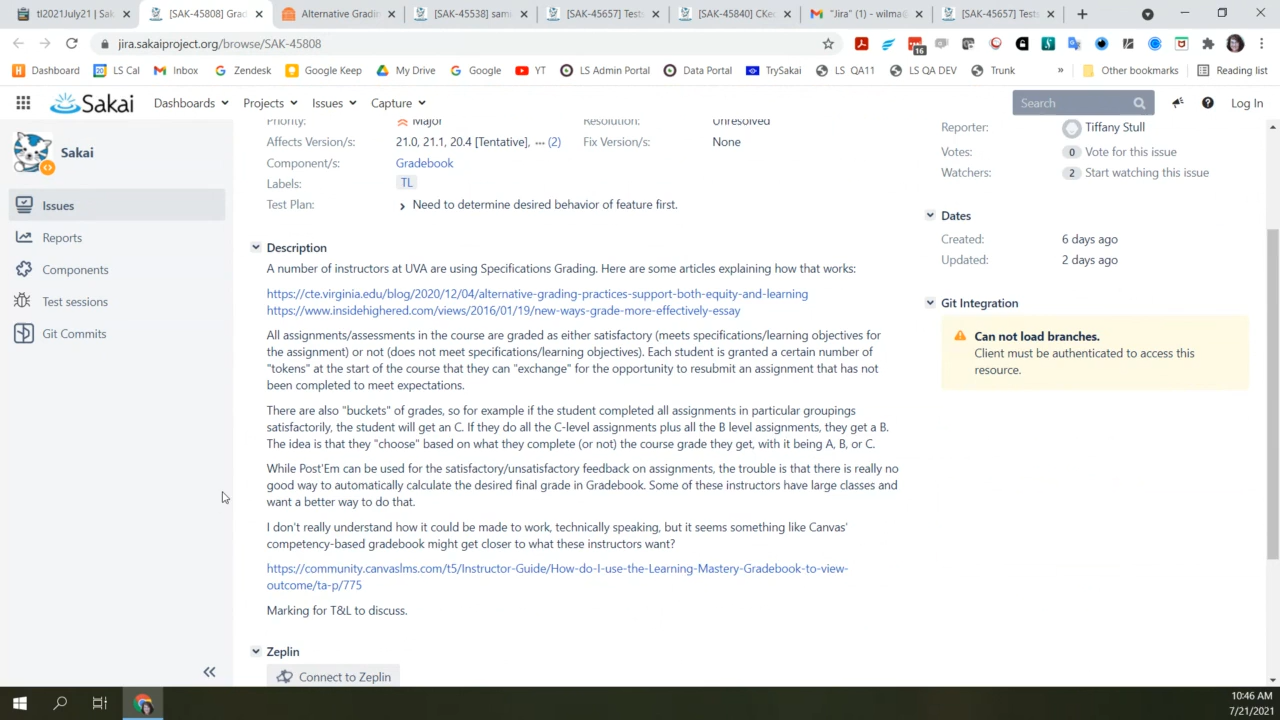 tl2021July21 | Sak
[SAK-45808] Grad
Alternative Gradin
[SAK-45538] sami
[SAK-45657] Tests
[SAK-45840] CKed
"Jira" - wilma@
[SAK-45657] Tests
jira.sakaiproject.org/browse/SAK-45808
16
Dashboard
LS Cal
Inbox
Zendesk
Google Keep
My Drive
Google
YT
LS Admin Portal
Data Portal
TrySakai
LS QA11
LS QA DEV
Trunk
»
Other bookmarks
Reading list
Sakai
Dashboards
Projects
Issues
Capture
Search
Log In
Sakai
Issues
Reports
Components
Test sessions
Git Commits
Priority: Major
Resolution: Unresolved
Affects Version/s: 21.0, 21.1, 20.4 [Tentative], ... (2)
Fix Version/s: None
Component/s: Gradebook
Labels: TL
Test Plan: Need to determine desired behavior of feature first.
Description
A number of instructors at UVA are using Specifications Grading. Here are some articles explaining how that works:
https://cte.virginia.edu/blog/2020/12/04/alternative-grading-practices-support-both-equity-and-learning
https://www.insidehighered.com/views/2016/01/19/new-ways-grade-more-effectively-essay
All assignments/assessments in the course are graded as either satisfactory (meets specifications/learning objectives for
the assignment) or not (does not meet specifications/learning objectives). Each student is granted a certain number of
"tokens" at the start of the course that they can "exchange" for the opportunity to resubmit an assignment that has not
been completed to meet expectations.
There are also "buckets" of grades, so for example if the student completed all assignments in particular groupings
satisfactorily, the student will get an C. If they do all the C-level assignments plus all the B level assignments, they get a B.
The idea is that they "choose" based on what they complete (or not) the course grade they get, with it being A, B, or C.
While Post'Em can be used for the satisfactory/unsatisfactory feedback on assignments, the trouble is that there is really no
good way to automatically calculate the desired final grade in Gradebook. Some of these instructors have large classes and
want a better way to do that.
I don't really understand how it could be made to work, technically speaking, but it seems something like Canvas'
competency-based gradebook might get closer to what these instructors want?
https://community.canvaslms.com/t5/Instructor-Guide/How-do-I-use-the-Learning-Mastery-Gradebook-to-view-
outcome/ta-p/775
Marking for T&L to discuss.
Zeplin
Connect to Zeplin
Reporter: Tiffany Stull
Votes: 0 Vote for this issue
Watchers: 2 Start watching this issue
Dates
Created: 6 days ago
Updated: 2 days ago
Git Integration
Can not load branches.
Client must be authenticated to access this
resource.
10:46 AM
7/21/2021